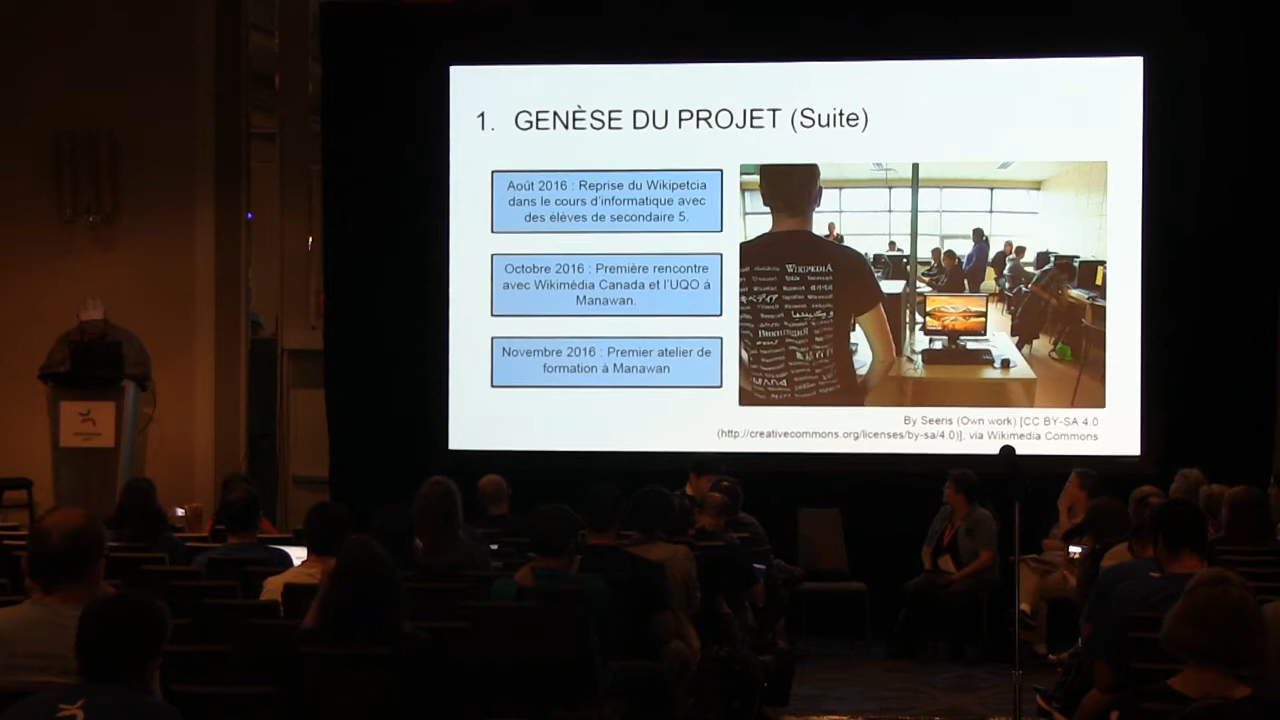 1. GENÈSE DU PROJET (Suite)
Août 2016 : Reprise du Wikipetcia
dans le cours d'informatique avec
des élèves de secondaire 5.
Octobre 2016 : Première rencontre
avec Wikimédia Canada et l'UQO à
Manawan.
Novembre 2016 : Premier atelier de
formation à Manawan
WIKIPEDIA
By Seeris (Own work) [CC BY-SA 4.0
(http://creativecommons.org/licenses/by-sa/4.0)], via Wikimedia Commons